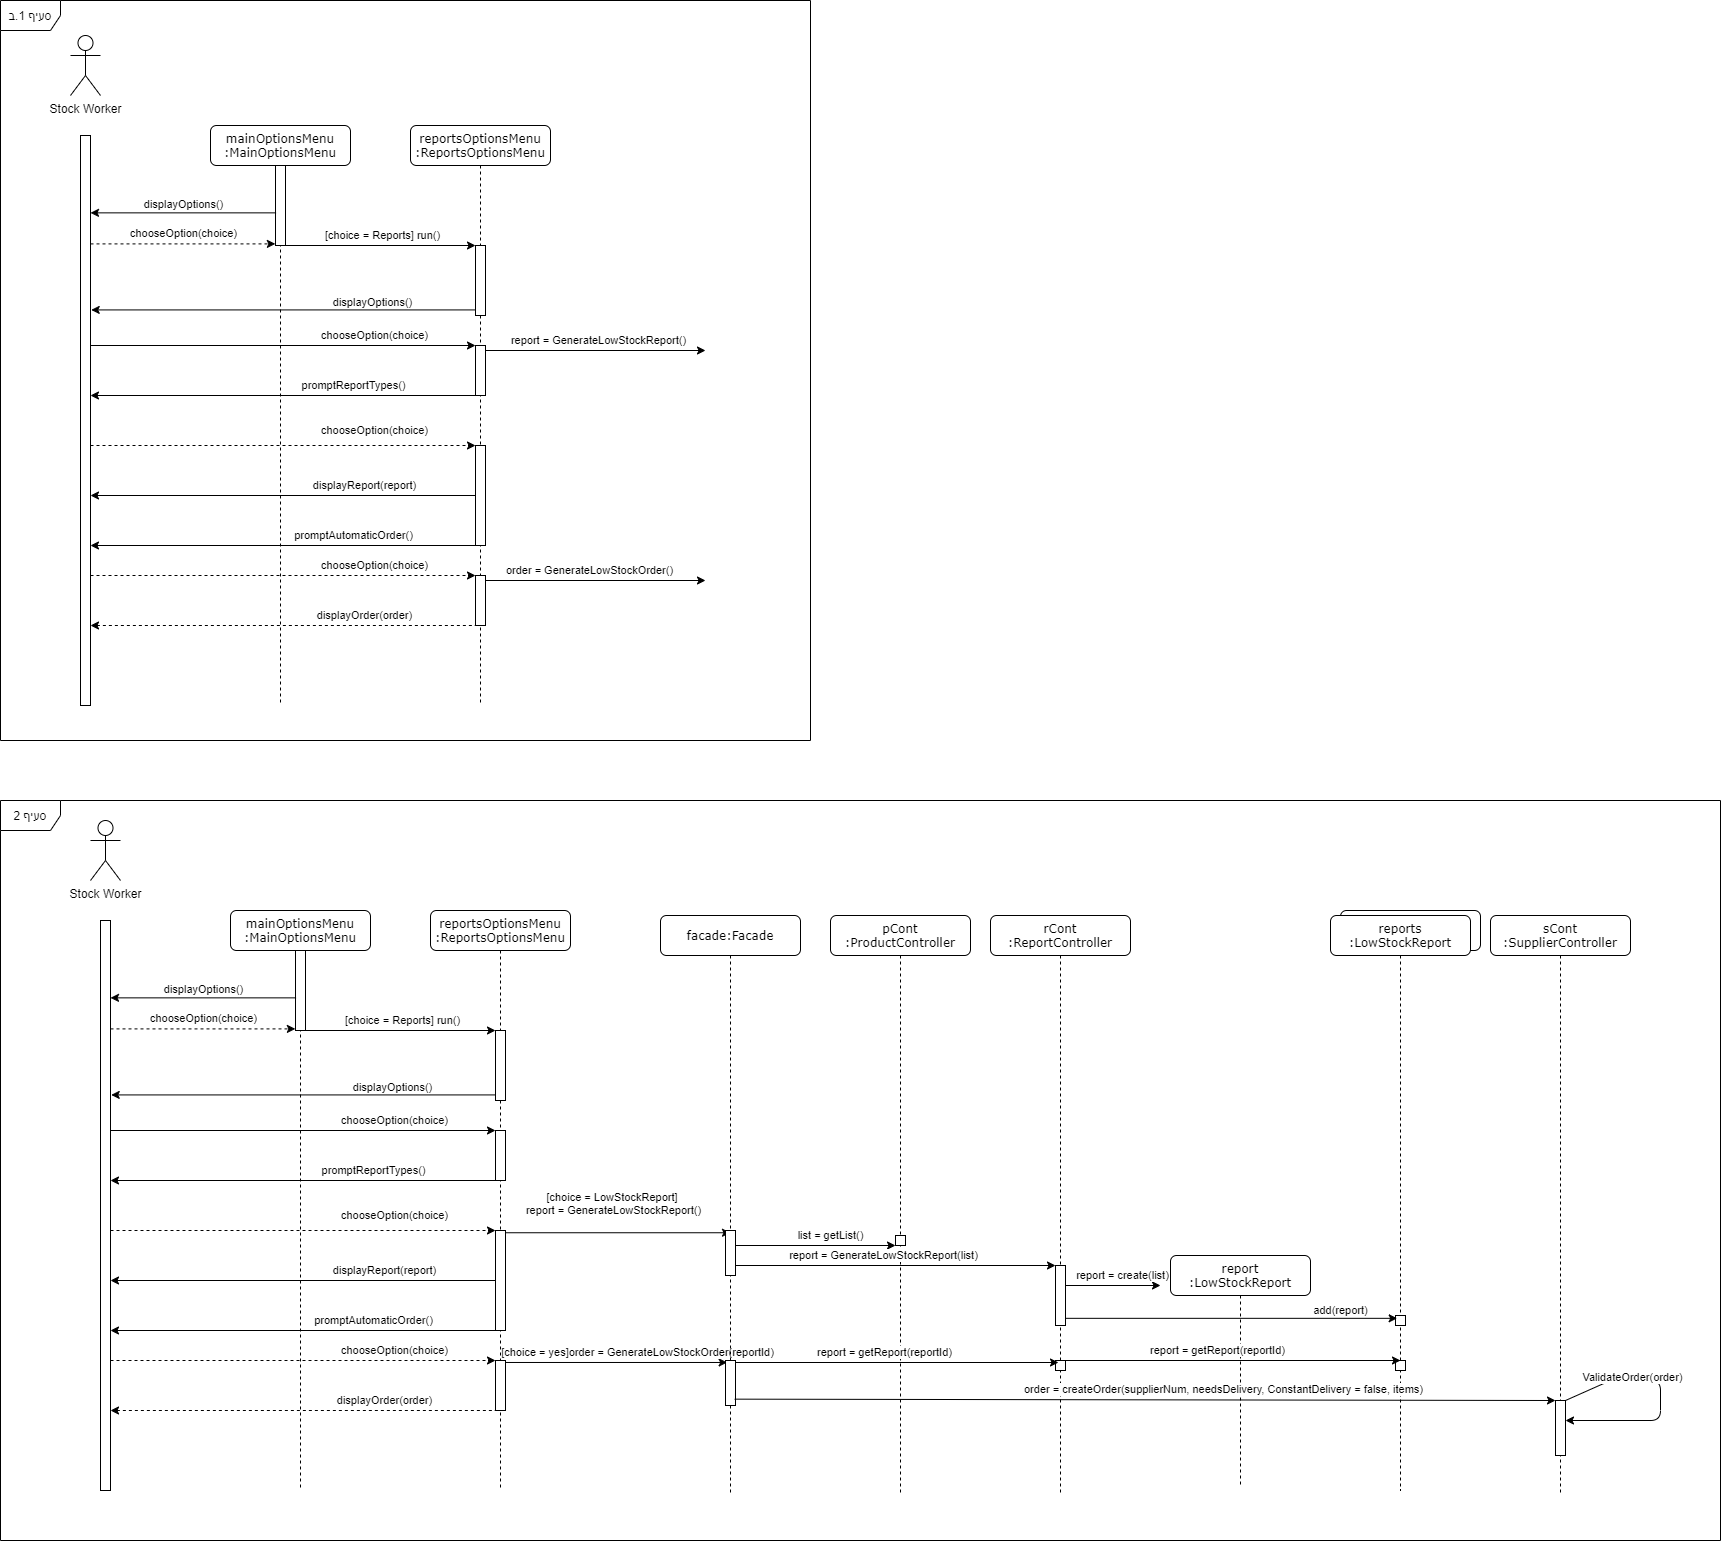 סעיף 1.ב
Stock Worker
mainOptionsMenu
:MainOptionsMenu
reportsOptionsMenu
:ReportsOptionsMenu
displayOptions()
chooseOption(choice)
[choice = Reports] run()
displayOptions()
chooseOption(choice)
report = GenerateLowStockReport()
promptReportTypes()
chooseOption(choice)
displayReport(report)
promptAutomaticOrder()
chooseOption(choice)
order = GenerateLowStockOrder()
displayOrder(order)
סעיף 2
Stock Worker
mainOptionsMenu
:MainOptionsMenu
reportsOptionsMenu
:ReportsOptionsMenu
facade:Facade
pCont
:ProductController
rCont
:ReportController
reports
:LowStockReport
sCont
:SupplierController
displayOptions()
chooseOption(choice)
[choice = Reports] run()
displayOptions()
chooseOption(choice)
promptReportTypes()
[choice = LowStockReport]
report = GenerateLowStockReport()
chooseOption(choice)
list = getList()
report = GenerateLowStockReport(list)
displayReport(report)
report = create(list)
report
:LowStockReport
add(report)
promptAutomaticOrder()
chooseOption(choice)
[choice = yes]order = GenerateLowStockOrder(reportId)
report = getReport(reportId)
report = getReport(reportId)
ValidateOrder(order)
order = createOrder(supplierNum, needsDelivery, ConstantDelivery = false, items)
displayOrder(order)